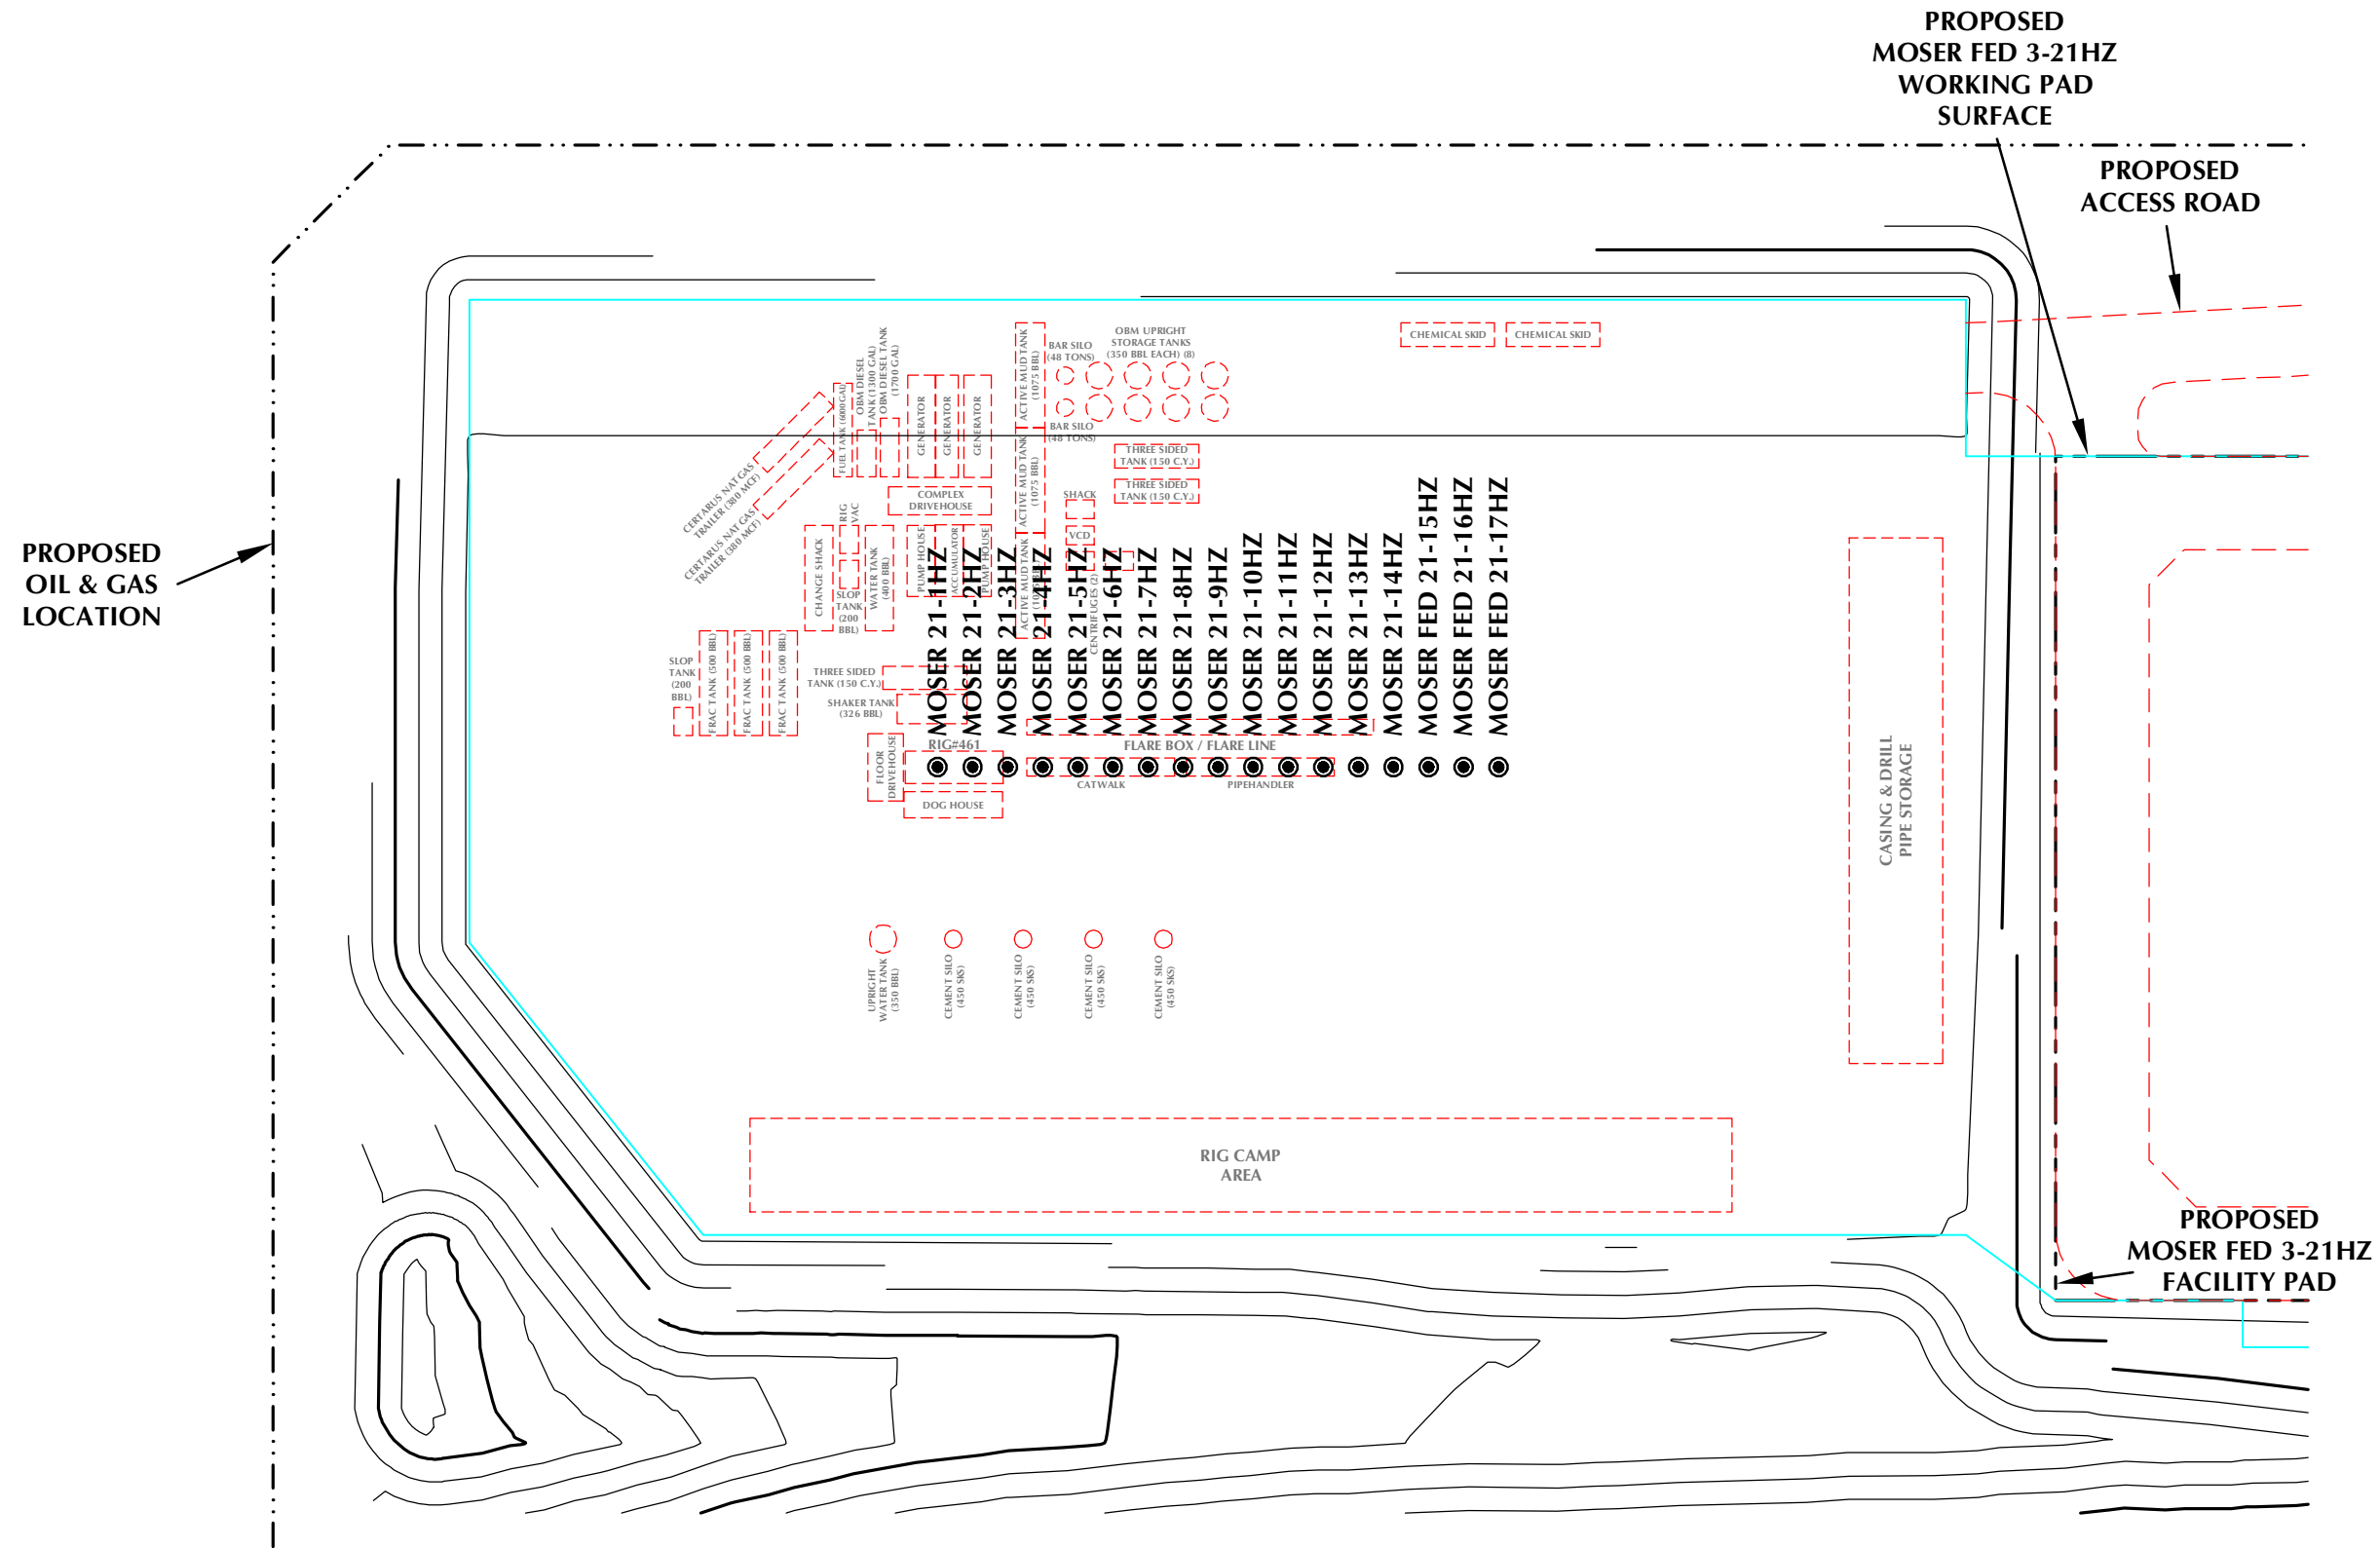 PROPOSED
MOSER FED 3-21HZ
WORKING PAD
SURFACE
PROPOSED
ACCESS ROAD
PROPOSED
OIL & GAS
LOCATION
CERTARUS NAT GAS
TRAILER (380 MCF)
CERTARUS NAT GAS
TRAILER (380 MCF)
FUEL TANK (6000 GAL)
OBM DIESEL
TANK (1300 GAL)
OBM DIESEL TANK
(1700 GAL)
GENERATOR
GENERATOR
GENERATOR
ACTIVE MUD TANK
(1075 BBL)
ACTIVE MUD TANK
(1075 BBL)
ACTIVE MUD TANK
BAR SILO
(48 TONS)
BAR SILO
(48 TONS)
OBM UPRIGHT
STORAGE TANKS
(350 BBL EACH) (8)
CHEMICAL SKID
CHEMICAL SKID
THREE SIDED
TANK (150 C.Y.)
THREE SIDED
TANK (150 C.Y.)
COMPLEX
DRIVEHOUSE
SHACK
VCD
CENTRIFUGES (2)
RIG
VAC
CHANGE SHACK
SLOP
TANK
(200
BBL)
WATER TANK
(400 BBL)
PUMP HOUSE
ACCUMULATOR
PUMP HOUSE
SLOP
TANK
(200
BBL)
FRAC TANK (500 BBL)
FRAC TANK (500 BBL)
FRAC TANK (500 BBL)
THREE SIDED
TANK (150 C.Y.)
SHAKER TANK
(326 BBL)
MOSER 21-1HZ
MOSER 21-2HZ
MOSER 21-3HZ
MOSER 21-4HZ
MOSER 21-5HZ
MOSER 21-6HZ
MOSER 21-7HZ
MOSER 21-8HZ
MOSER 21-9HZ
MOSER 21-10HZ
MOSER 21-11HZ
MOSER 21-12HZ
MOSER 21-13HZ
MOSER 21-14HZ
MOSER FED 21-15HZ
MOSER FED 21-16HZ
MOSER FED 21-17HZ
FLOOR
DRIVEHOUSE
RIG#461
DOG HOUSE
FLARE BOX / FLARE LINE
CATWALK
PIPEHANDLER
CASING & DRILL
PIPE STORAGE
UPRIGHT
WATER TANK
(350 BBL)
CEMENT SILO
(450 SKS)
CEMENT SILO
(450 SKS)
CEMENT SILO
(450 SKS)
CEMENT SILO
(450 SKS)
RIG CAMP
AREA
PROPOSED
MOSER FED 3-21HZ
FACILITY PAD